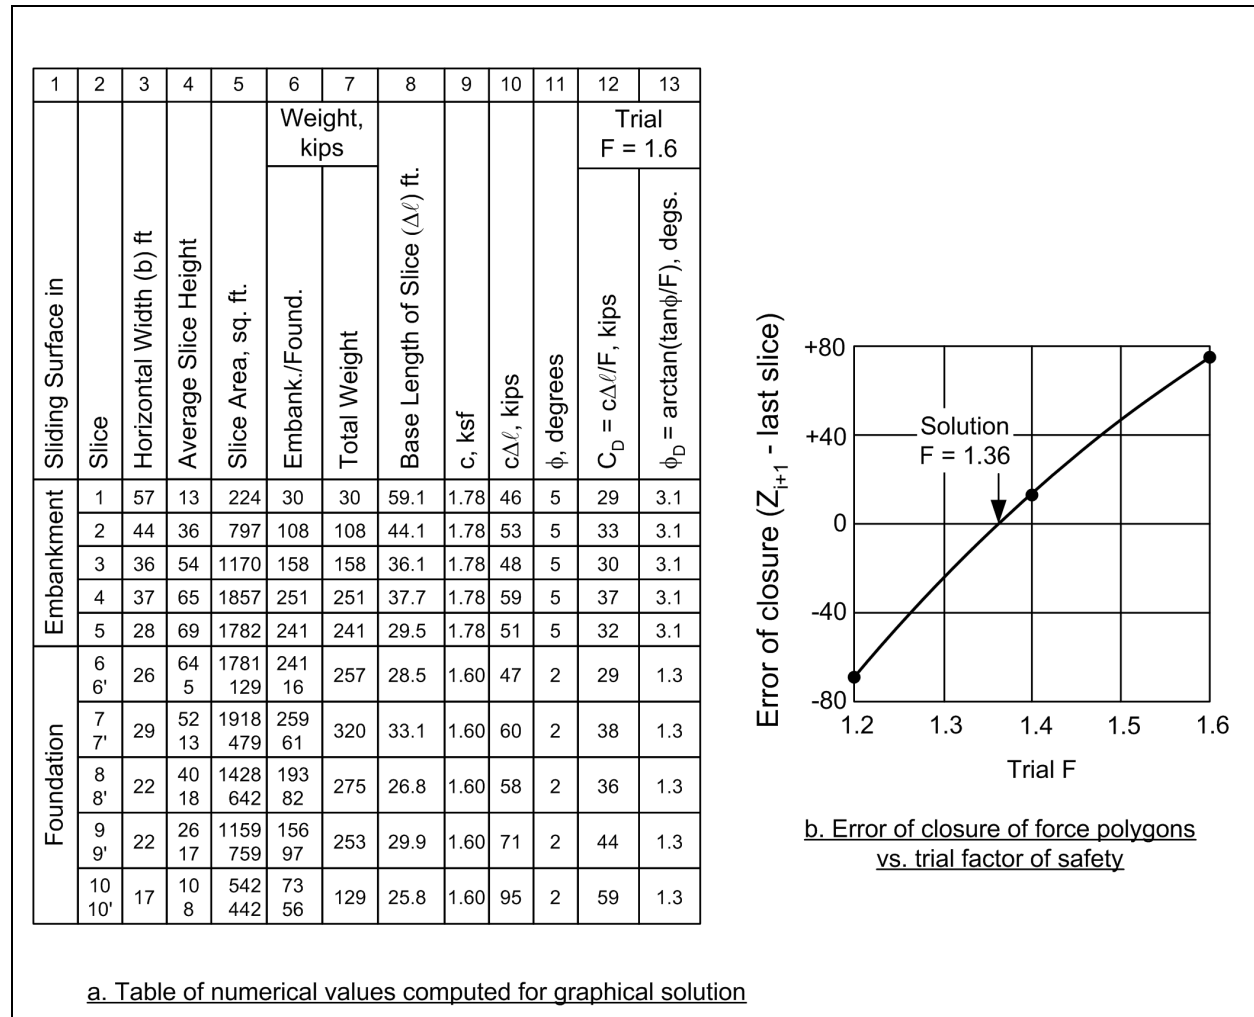 1 2 3 4 5 6 7 8 9 10 11 12 13
Sliding Surface in
Slice
Horizontal Width (b) ft
Average Slice Height
Slice Area, sq. ft.
Weight,
kips
Embank./Found.
Total Weight
Base Length of Slice (Δℓ) ft.
c, ksf
cΔℓ, kips
ϕ, degrees
Trial
F = 1.6
C_D = cΔℓ/F, kips
ϕ_D = arctan(tanϕ/F), degs.
Embankment
1 57 13 224 30 30 59.1 1.78 46 5 29 3.1
2 44 36 797 108 108 44.1 1.78 53 5 33 3.1
3 36 54 1170 158 158 36.1 1.78 48 5 30 3.1
4 37 65 1857 251 251 37.7 1.78 59 5 37 3.1
5 28 69 1782 241 241 29.5 1.78 51 5 32 3.1
Foundation
6 64 1781 241
6' 26 5 129 16 257 28.5 1.60 47 2 29 1.3
7 52 1918 259
7' 29 13 479 61 320 33.1 1.60 60 2 38 1.3
8 40 1428 193
8' 22 18 642 82 275 26.8 1.60 58 2 36 1.3
9 26 1159 156
9' 22 17 759 97 253 29.9 1.60 71 2 44 1.3
10 10 542 73
10' 17 8 442 56 129 25.8 1.60 95 2 59 1.3
a. Table of numerical values computed for graphical solution
Error of closure (Z_{i+1} - last slice)
+80
+40
0
-40
-80
Solution
F = 1.36
1.2 1.3 1.4 1.5 1.6
Trial F
b. Error of closure of force polygons
vs. trial factor of safety